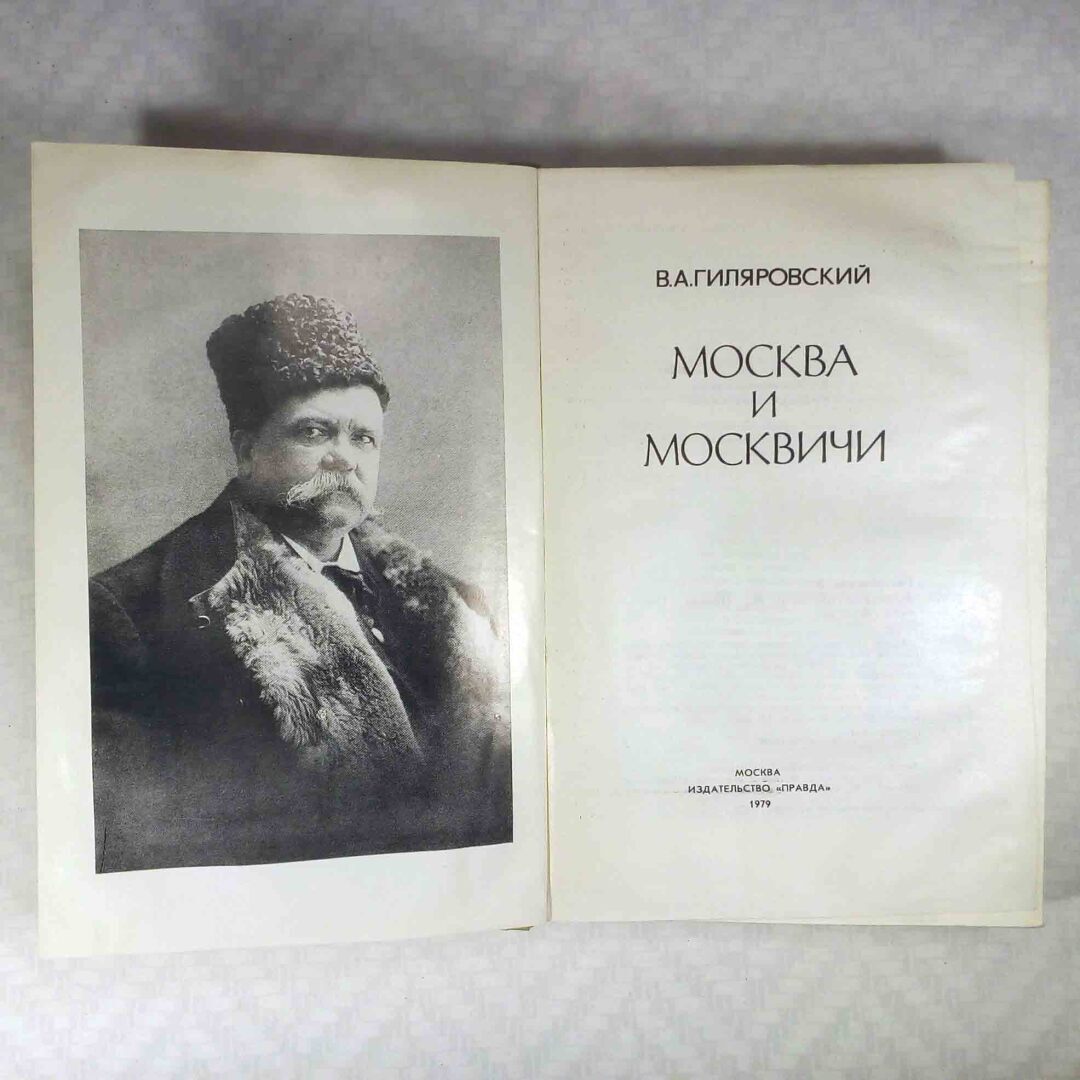 В.А.ГИЛЯРОВСКИЙ
МОСКВА
И
МОСКВИЧИ
МОСКВА
ИЗДАТЕЛЬСТВО «ПРАВДА»
1979